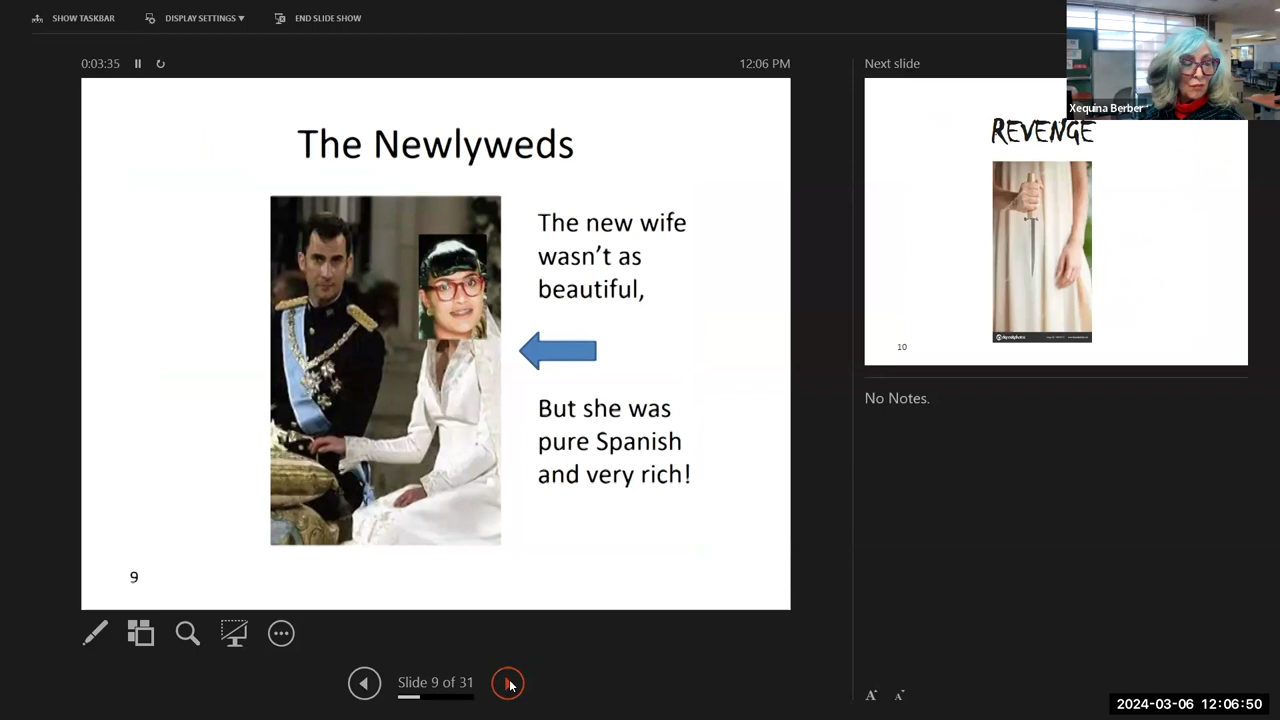 SHOW TASKBAR
DISPLAY SETTINGS
END SLIDE SHOW
0:03:35
12:06 PM
The Newlyweds
The new wife
wasn't as
beautiful,
But she was
pure Spanish
and very rich!
9
Slide 9 of 31
Next slide
Xequina Berber
REVENGE
10
No Notes.
A A
2024-03-06 12:06:50